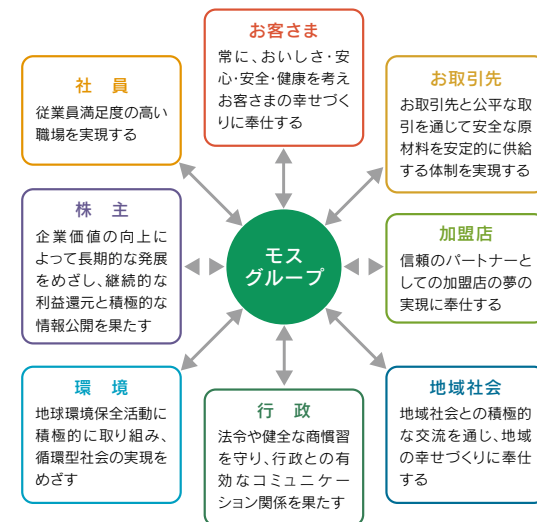 お客さま
常に、おいしさ・安
心・安全・健康を考え
お客さまの幸せづく
りに奉仕する
社　員
従業員満足度の高い
職場を実現する
お取引先
お取引先と公平な取
引を通じて安全な原
材料を安定的に供給
する体制を実現する
株　主
企業価値の向上に
よって長期的な発展
をめざし、継続的な
利益還元と積極的な
情報公開を果たす
モス
グループ
加盟店
信頼のパートナーと
しての加盟店の夢の
実現に奉仕する
環　境
地球環境保全活動に
積極的に取り組み、
循環型社会の実現を
めざす
行　政
法令や健全な商慣習
を守り、行政との有
効なコミュニケー
ション関係を果たす
地域社会
地域社会との積極的
な交流を通じ、地域
の幸せづくりに奉仕
する